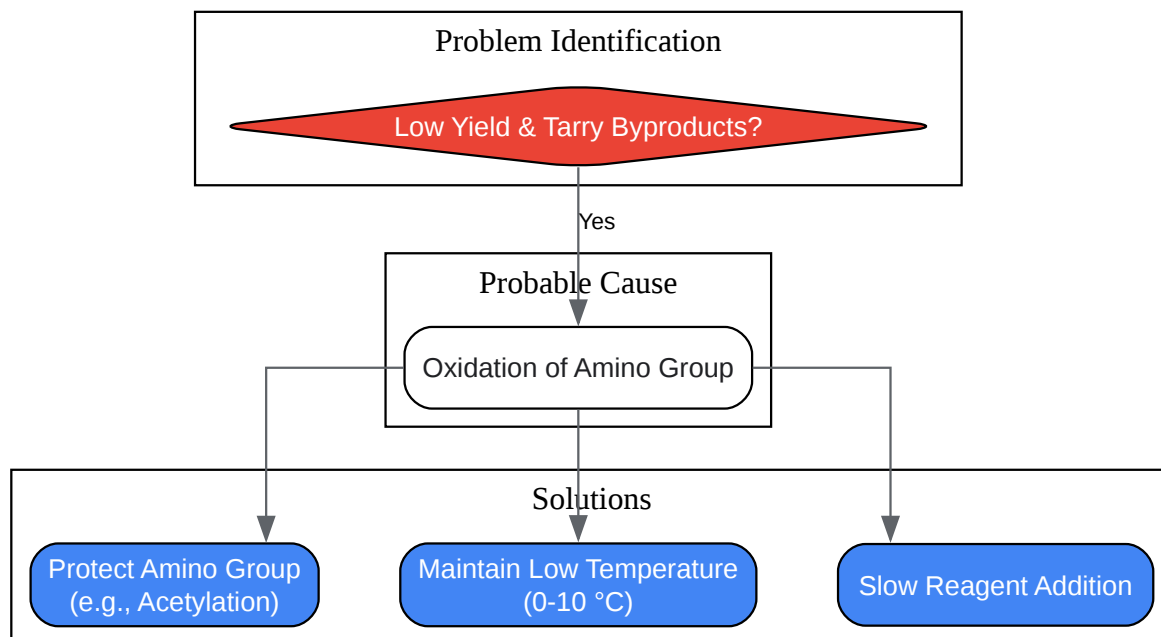 Problem Identification
Low Yield & Tarry Byproducts?
Yes
Probable Cause
Oxidation of Amino Group
Solutions
Protect Amino Group
(e.g., Acetylation)
Maintain Low Temperature
(0-10 °C)
Slow Reagent Addition